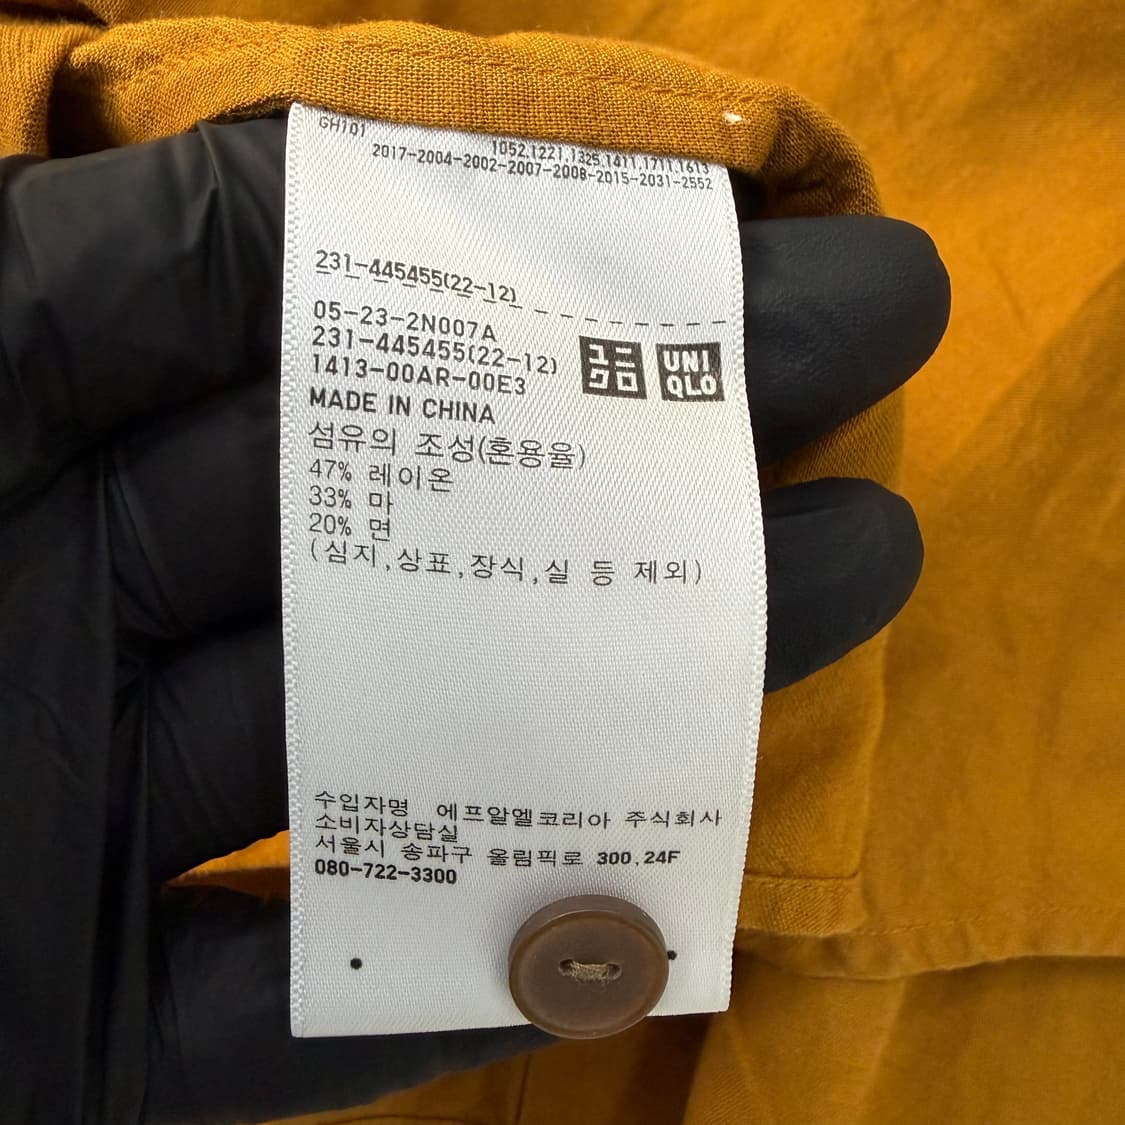 GH101
1052,1221,1325,1411,1711,1613
2017-2004-2002-2007-2008-2015-2031-2552
231-445455(22-12)
05-23-2N007A
231-445455(22-12)
1413-00AR-00E3
ユニ
クロ
UNI
QLO
MADE IN CHINA
섬유의 조성(혼용율)
47% 레이온
33% 마
20% 면
(심지,상표,장식,실 등 제외)
수입자명 에프알엘코리아 주식회사
소비자상담실
서울시 송파구 올림픽로 300,24F
080-722-3300